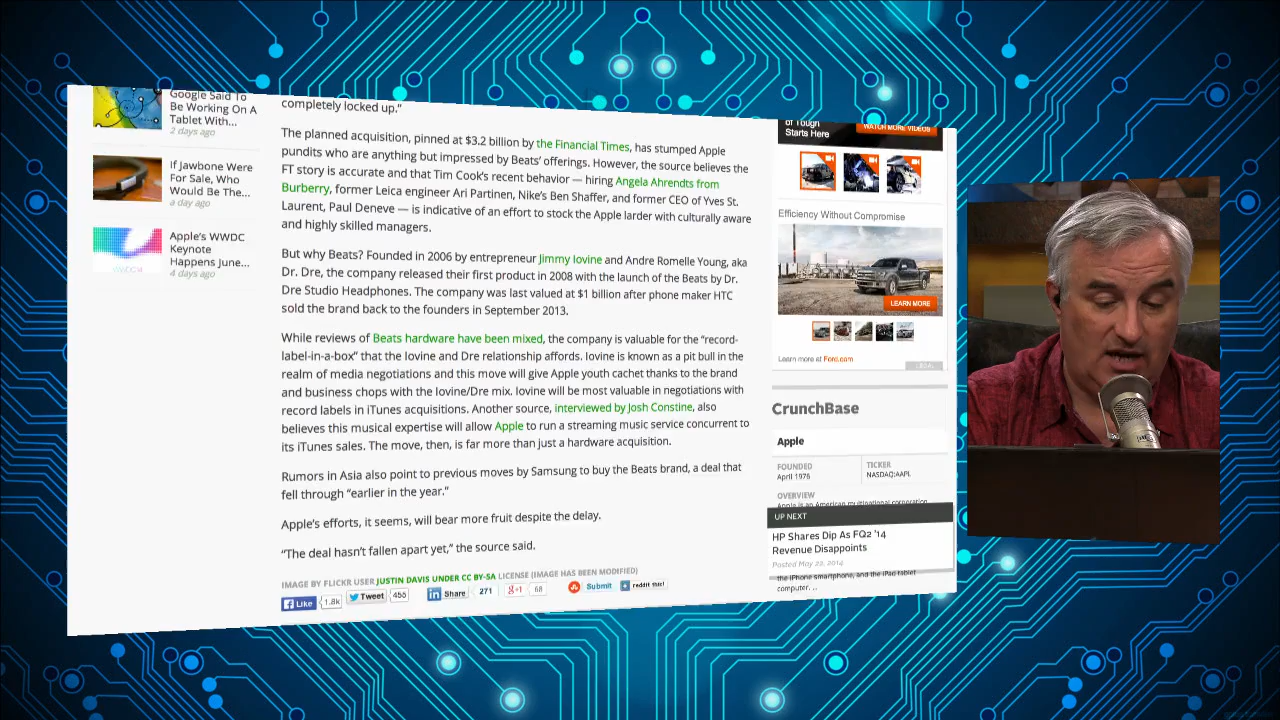 Google Said To
Be Working On A
Tablet With...
2 days ago
If Jawbone Were
For Sale, Who
Would Be The...
a day ago
Apple's WWDC
Keynote
Happens June...
4 days ago
completely locked up."
The planned acquisition, pinned at $3.2 billion by the Financial Times, has stumped Apple
pundits who are anything but impressed by Beats' offerings. However, the source believes the
FT story is accurate and that Tim Cook's recent behavior — hiring Angela Ahrendts from
Burberry, former Leica engineer Ari Partinen, Nike's Ben Shaffer, and former CEO of Yves St.
Laurent, Paul Deneve — is indicative of an effort to stock the Apple larder with culturally aware
and highly skilled managers.
But why Beats? Founded in 2006 by entrepreneur Jimmy Iovine and Andre Romelle Young, aka
Dr. Dre, the company released their first product in 2008 with the launch of the Beats by Dr.
Dre Studio Headphones. The company was last valued at $1 billion after phone maker HTC
sold the brand back to the founders in September 2013.
While reviews of Beats hardware have been mixed, the company is valuable for the "record-
label-in-a-box" that the Iovine and Dre relationship affords. Iovine is known as a pit bull in the
realm of media negotiations and this move will give Apple youth cachet thanks to the brand
and business chops with the Iovine/Dre mix. Iovine will be most valuable in negotiations with
record labels in iTunes acquisitions. Another source, interviewed by Josh Constine, also
believes this musical expertise will allow Apple to run a streaming music service concurrent to
its iTunes sales. The move, then, is far more than just a hardware acquisition.
Rumors in Asia also point to previous moves by Samsung to buy the Beats brand, a deal that
fell through "earlier in the year."
Apple's efforts, it seems, will bear more fruit despite the delay.
"The deal hasn't fallen apart yet," the source said.
IMAGE BY FLICKR USER JUSTIN DAVIS UNDER CC BY-SA LICENSE (IMAGE HAS BEEN MODIFIED)
Like 1.8k Tweet 455 Share 271 +1 68 Submit reddit this!
of Tough
Starts Here
WATCH MORE VIDEOS
Efficiency Without Compromise
LEARN MORE
Learn more at Ford.com
CrunchBase
Apple
FOUNDED
April 1976
TICKER
NASDAQ:AAPL
OVERVIEW
Apple is an American multinational corporation
UP NEXT
HP Shares Dip As FQ2 '14
Revenue Disappoints
Posted May 22, 2014
the iPhone smartphone, and the iPad tablet
computer. ...